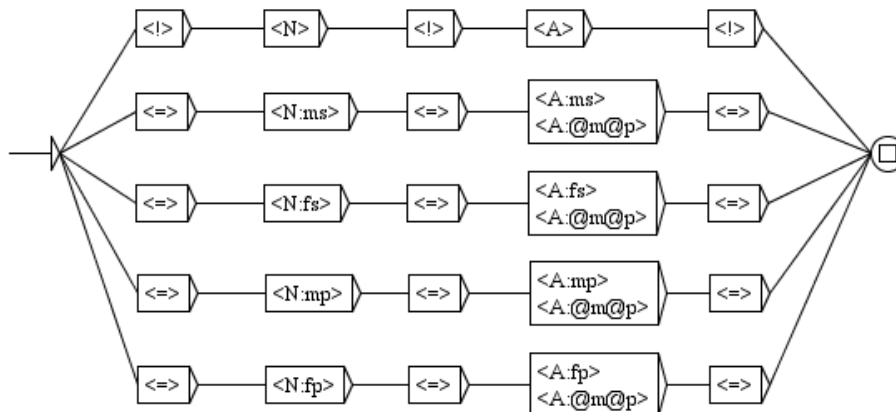 <!> <N> <!> <A> <!>
<=> <N:ms> <=> <A:ms> <=>
<A:@m@p>
<=> <N:fs> <=> <A:fs> <=>
<A:@m@p>
<=> <N:mp> <=> <A:mp> <=>
<A:@m@p>
<=> <N:fp> <=> <A:fp> <=>
<A:@m@p>